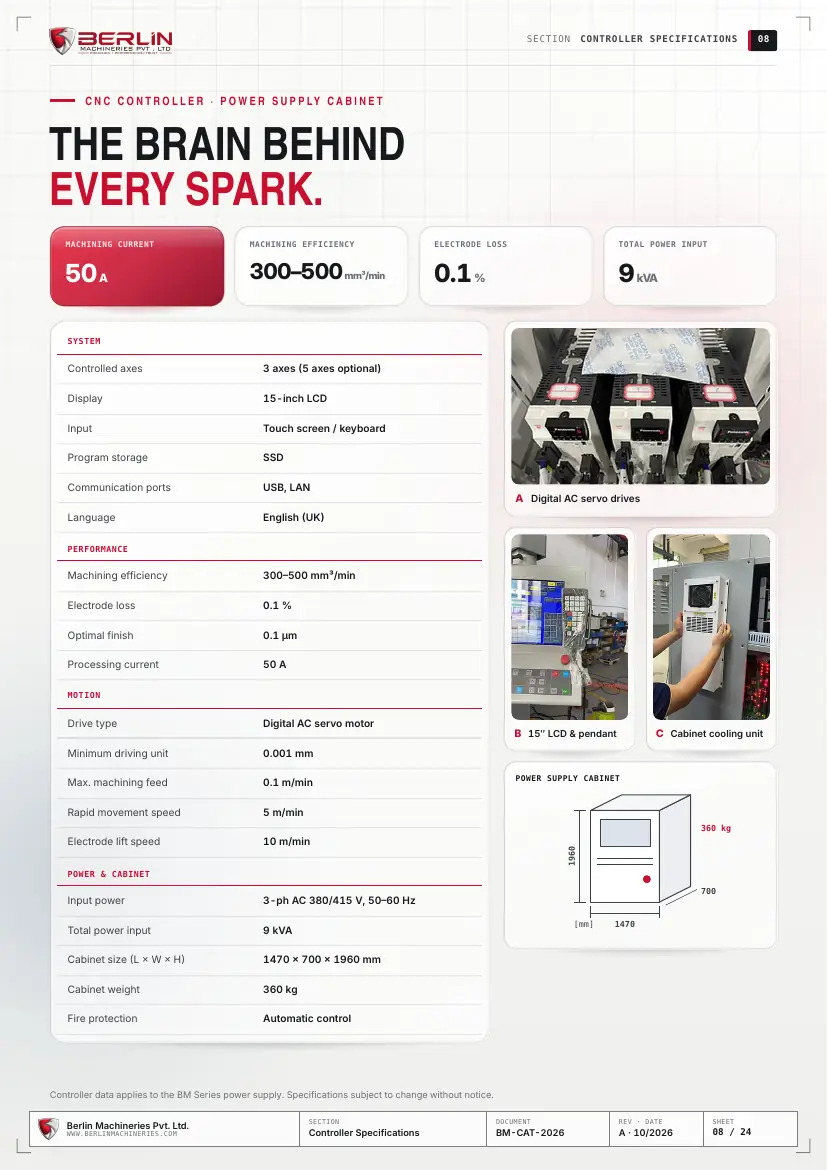 BERLIN
MACHINERIES PVT. LTD
SECTION CONTROLLER SPECIFICATIONS 08
CNC CONTROLLER · POWER SUPPLY CABINET
THE BRAIN BEHIND
EVERY SPARK.
MACHINING CURRENT
50 A
MACHINING EFFICIENCY
300–500 mm³/min
ELECTRODE LOSS
0.1 %
TOTAL POWER INPUT
9 kVA
SYSTEM
Controlled axes 3 axes (5 axes optional)
Display 15-inch LCD
Input Touch screen / keyboard
Program storage SSD
Communication ports USB, LAN
Language English (UK)
PERFORMANCE
Machining efficiency 300–500 mm³/min
Electrode loss 0.1 %
Optimal finish 0.1 µm
Processing current 50 A
MOTION
Drive type Digital AC servo motor
Minimum driving unit 0.001 mm
Max. machining feed 0.1 m/min
Rapid movement speed 5 m/min
Electrode lift speed 10 m/min
POWER & CABINET
Input power 3-ph AC 380/415 V, 50–60 Hz
Total power input 9 kVA
Cabinet size (L × W × H) 1470 × 700 × 1960 mm
Cabinet weight 360 kg
Fire protection Automatic control
A Digital AC servo drives
B 15″ LCD & pendant
C Cabinet cooling unit
POWER SUPPLY CABINET
360 kg
1960
700
[mm] 1470
Controller data applies to the BM Series power supply. Specifications subject to change without notice.
Berlin Machineries Pvt. Ltd.
WWW.BERLINMACHINERIES.COM
SECTION
Controller Specifications
DOCUMENT
BM-CAT-2026
REV · DATE
A · 10/2026
SHEET
08 / 24